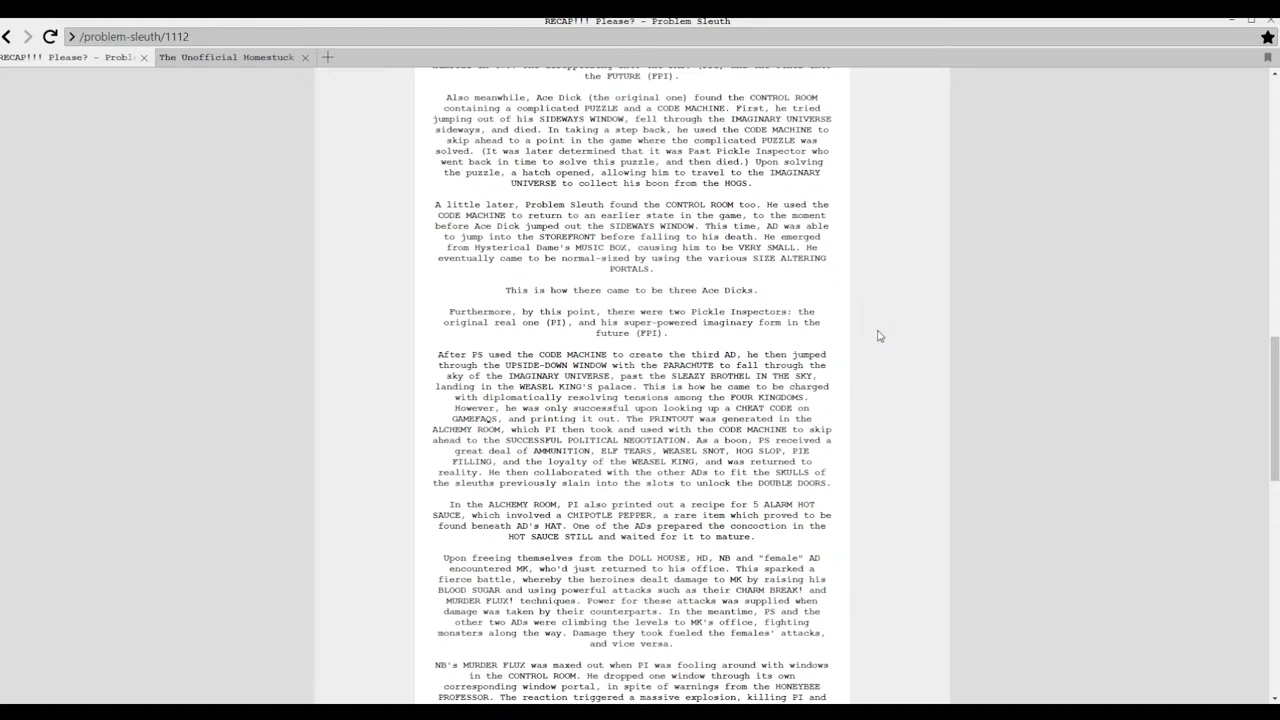 RECAP!!! Please? - Problem Sleuth
/problem-sleuth/1112
RECAP!!! Please? - Proble
The Unofficial Homestuck
the FUTURE (FPI).
Also meanwhile, Ace Dick (the original one) found the CONTROL ROOM
containing a complicated PUZZLE and a CODE MACHINE. First, he tried
jumping out of his SIDEWAYS WINDOW, fell through the IMAGINARY UNIVERSE
sideways, and died. In taking a step back, he used the CODE MACHINE to
skip ahead to a point in the game where the complicated PUZZLE was
solved. (It was later determined that it was Past Pickle Inspector who
went back in time to solve this puzzle, and then died.) Upon solving
the puzzle, a hatch opened, allowing him to travel to the IMAGINARY
UNIVERSE to collect his boon from the HOGS.
A little later, Problem Sleuth found the CONTROL ROOM too. He used the
CODE MACHINE to return to an earlier state in the game, to the moment
before Ace Dick jumped out the SIDEWAYS WINDOW. This time, AD was able
to jump into the STOREFRONT before falling to his death. He emerged
from Hysterical Dame's MUSIC BOX, causing him to be VERY SMALL. He
eventually came to be normal-sized by using the various SIZE ALTERING
PORTALS.
This is how there came to be three Ace Dicks.
Furthermore, by this point, there were two Pickle Inspectors: the
original real one (PI), and his super-powered imaginary form in the
future (FPI).
After PS used the CODE MACHINE to create the third AD, he then jumped
through the UPSIDE-DOWN WINDOW with the PARACHUTE to fall through the
sky of the IMAGINARY UNIVERSE, past the SLEAZY BROTHEL IN THE SKY,
landing in the WEASEL KING'S palace. This is how he came to be charged
with diplomatically resolving tensions among the FOUR KINGDOMS.
However, he was only successful upon looking up a CHEAT CODE on
GAMEFAQS, and printing it out. The PRINTOUT was generated in the
ALCHEMY ROOM, which PI then took and used with the CODE MACHINE to skip
ahead to the SUCCESSFUL POLITICAL NEGOTIATION. As a boon, PS received a
great deal of AMMUNITION, ELF TEARS, WEASEL SNOT, HOG SLOP, PIE
FILLING, and the loyalty of the WEASEL KING, and was returned to
reality. He then collaborated with the other ADs to fit the SKULLS of
the sleuths previously slain into the slots to unlock the DOUBLE DOORS.
In the ALCHEMY ROOM, PI also printed out a recipe for 5 ALARM HOT
SAUCE, which involved a CHIPOTLE PEPPER, a rare item which proved to be
found beneath AD's HAT. One of the ADs prepared the concoction in the
HOT SAUCE STILL and waited for it to mature.
Upon freeing themselves from the DOLL HOUSE, HD, NB and "female" AD
encountered MK, who'd just returned to his office. This sparked a
fierce battle, whereby the heroines dealt damage to MK by raising his
BLOOD SUGAR and using powerful attacks such as their CHARM BREAK! and
MURDER FLUX! techniques. Power for these attacks was supplied when
damage was taken by their counterparts. In the meantime, PS and the
other two ADs were climbing the levels to MK's office, fighting
monsters along the way. Damage they took fueled the females' attacks,
and vice versa.
NB's MURDER FLUX was maxed out when PI was fooling around with windows
in the CONTROL ROOM. He dropped one window through its own
corresponding window portal, in spite of warnings from the HONEYBEE
PROFESSOR. The reaction triggered a massive explosion, killing PI and